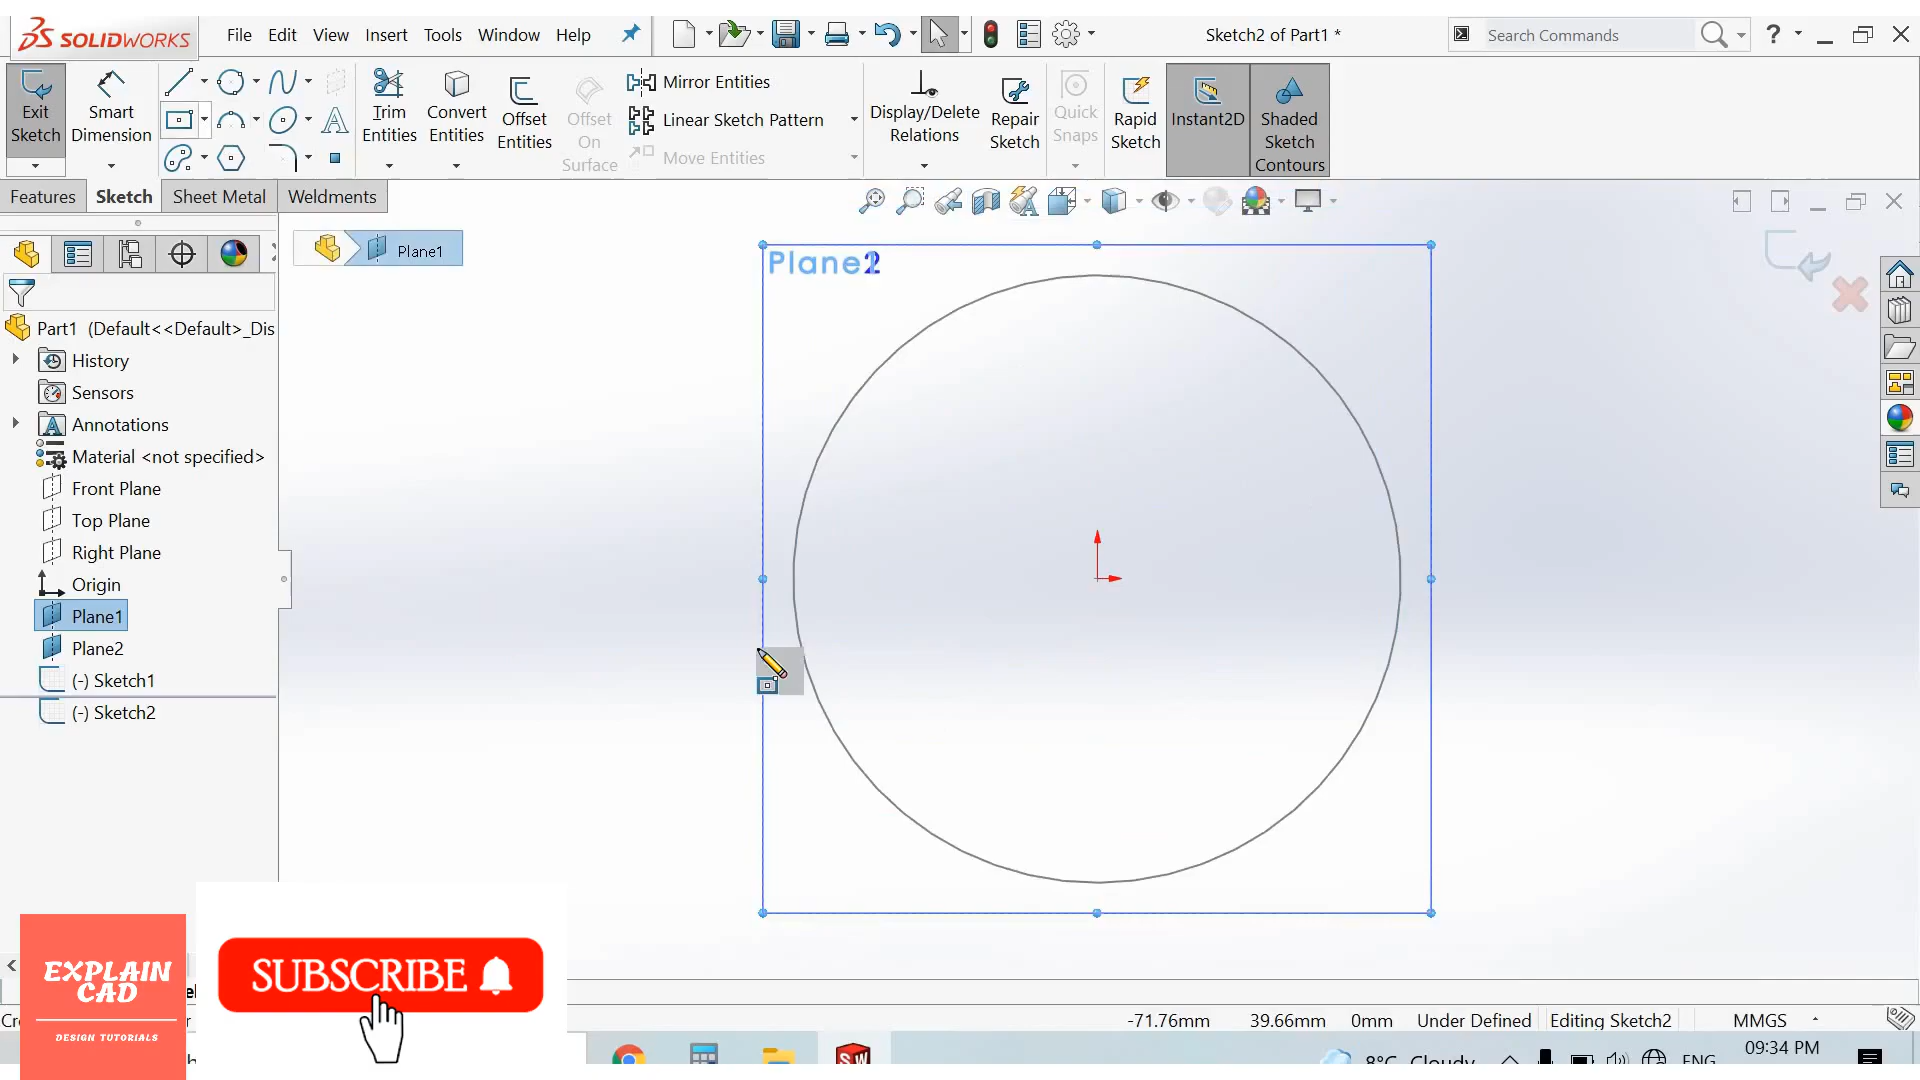 SOLIDWORKS File Edit View Insert Tools Window Help Sketch2 of Part1 * Search Commands ?
Exit Sketch
Smart Dimension
Trim Entities
Convert Entities
Offset Entities
Offset On Surface
Mirror Entities
Linear Sketch Pattern
Move Entities
Display/Delete Relations
Repair Sketch
Quick Snaps
Rapid Sketch
Instant2D
Shaded Sketch Contours
Features Sketch Sheet Metal Weldments
Plane1
Part1 (Default<<Default>_Dis
History
Sensors
Annotations
Material <not specified>
Front Plane
Top Plane
Right Plane
Origin
Plane1
Plane2
(-) Sketch1
(-) Sketch2
EXPLAIN
CAD
DESIGN TUTORIALS
SUBSCRIBE
-71.76mm 39.66mm 0mm Under Defined Editing Sketch2 MMGS
8°C Cloudy ENG 09:34 PM